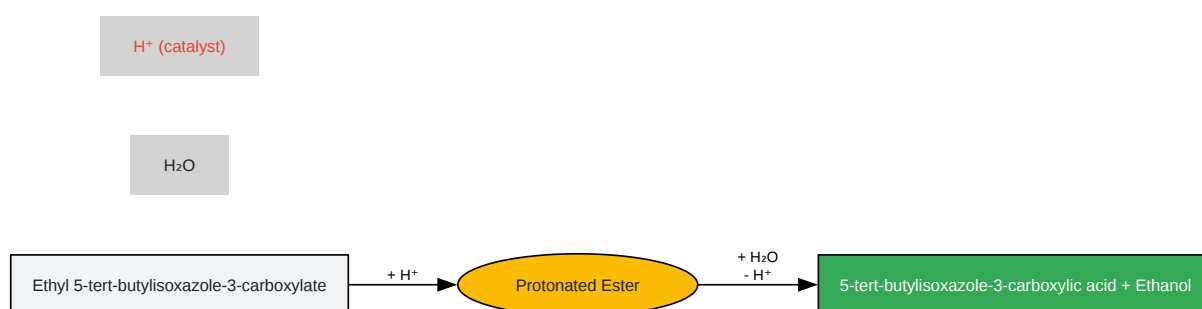 H⁺ (catalyst)
H₂O
Ethyl 5-tert-butylisoxazole-3-carboxylate
+ H⁺
Protonated Ester
+ H₂O
- H⁺
5-tert-butylisoxazole-3-carboxylic acid + Ethanol